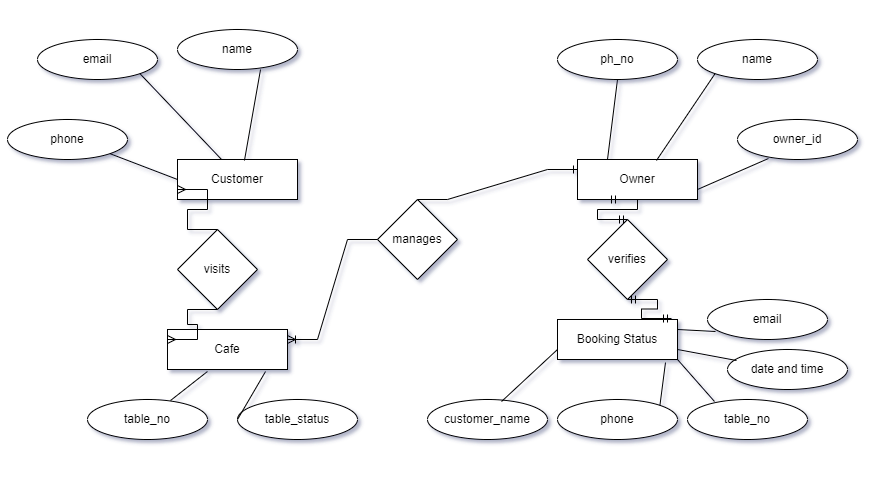 name
email
ph_no
name
phone
owner_id
Customer
Owner
manages
visits
verifies
email
Cafe
Booking Status
date and time
table_no
table_status
customer_name
phone
table_no